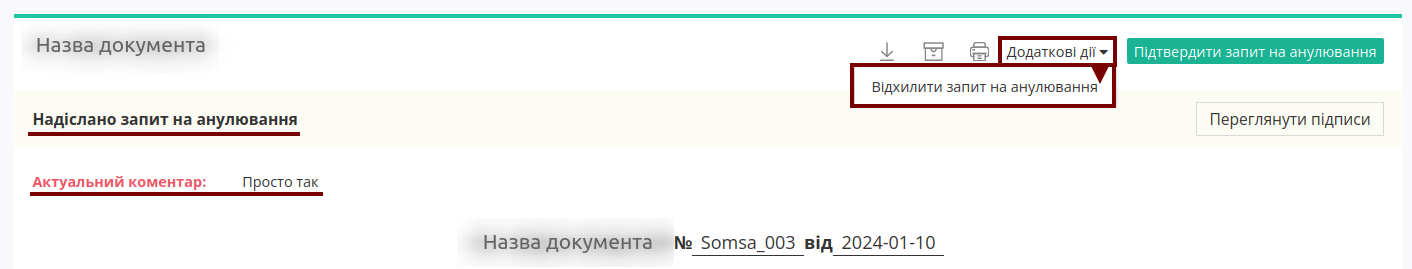 Назва документа
Додаткові дії Підтвердити запит на анулювання
Відхилити запит на анулювання
Надіслано запит на анулювання Переглянути підписи
Актуальний коментар: Просто так
Назва документа № Somsa_003 від 2024-01-10